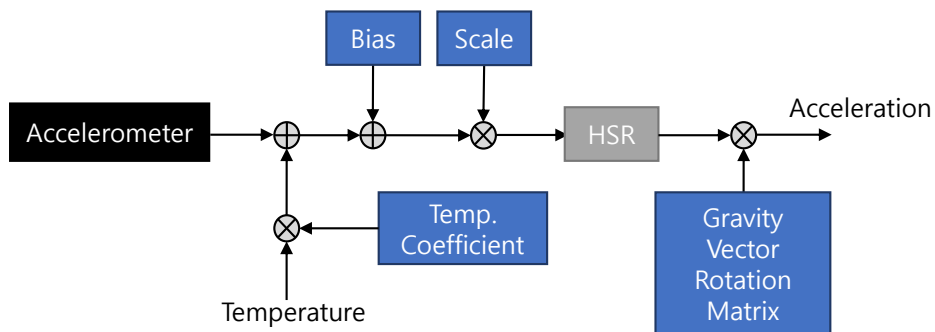 Bias
Scale
Accelerometer
HSR
Acceleration
Temp.
Coefficient
Gravity
Vector
Rotation
Matrix
Temperature